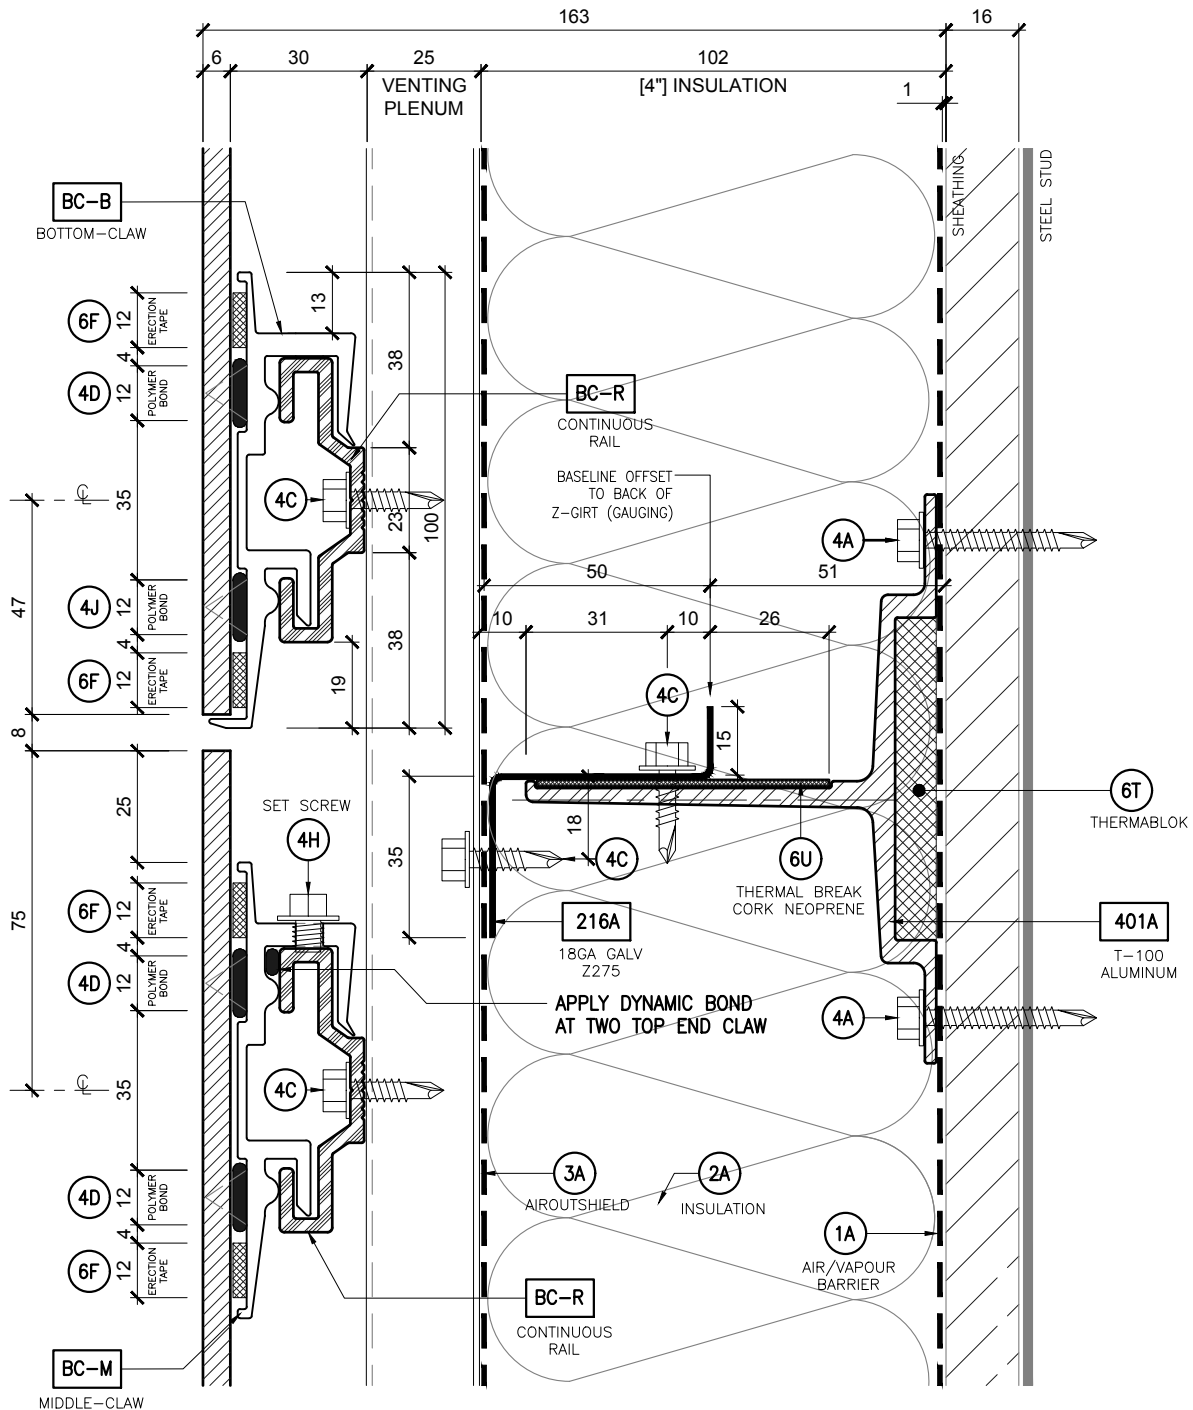 163
16
6
30
25
102
VENTING
PLENUM
[4"] INSULATION
1
SHEATHING
STEEL STUD
BC-B
BOTTOM-CLAW
6F
12
ERECTION
TAPE
13
4
4D
12
POLYMER
BOND
38
BC-R
CONTINUOUS
RAIL
BASELINE OFFSET
TO BACK OF
Z-GIRT (GAUGING)
℄
35
4C
23
100
4A
50
51
47
4J
12
POLYMER
BOND
4
6F
12
ERECTION
TAPE
38
19
10
31
10
26
4C
15
8
25
SET SCREW
4H
35
18
4C
6U
THERMAL BREAK
CORK NEOPRENE
6T
THERMABLOK
75
6F
12
ERECTION
TAPE
4
4D
12
POLYMER
BOND
216A
18GA GALV
Z275
401A
T-100
ALUMINUM
APPLY DYNAMIC BOND
AT TWO TOP END CLAW
4A
℄
35
4C
4D
12
POLYMER
BOND
4
6F
12
ERECTION
TAPE
3A
AIROUTSHIELD
2A
INSULATION
1A
AIR/VAPOUR
BARRIER
BC-R
CONTINUOUS
RAIL
BC-M
MIDDLE-CLAW